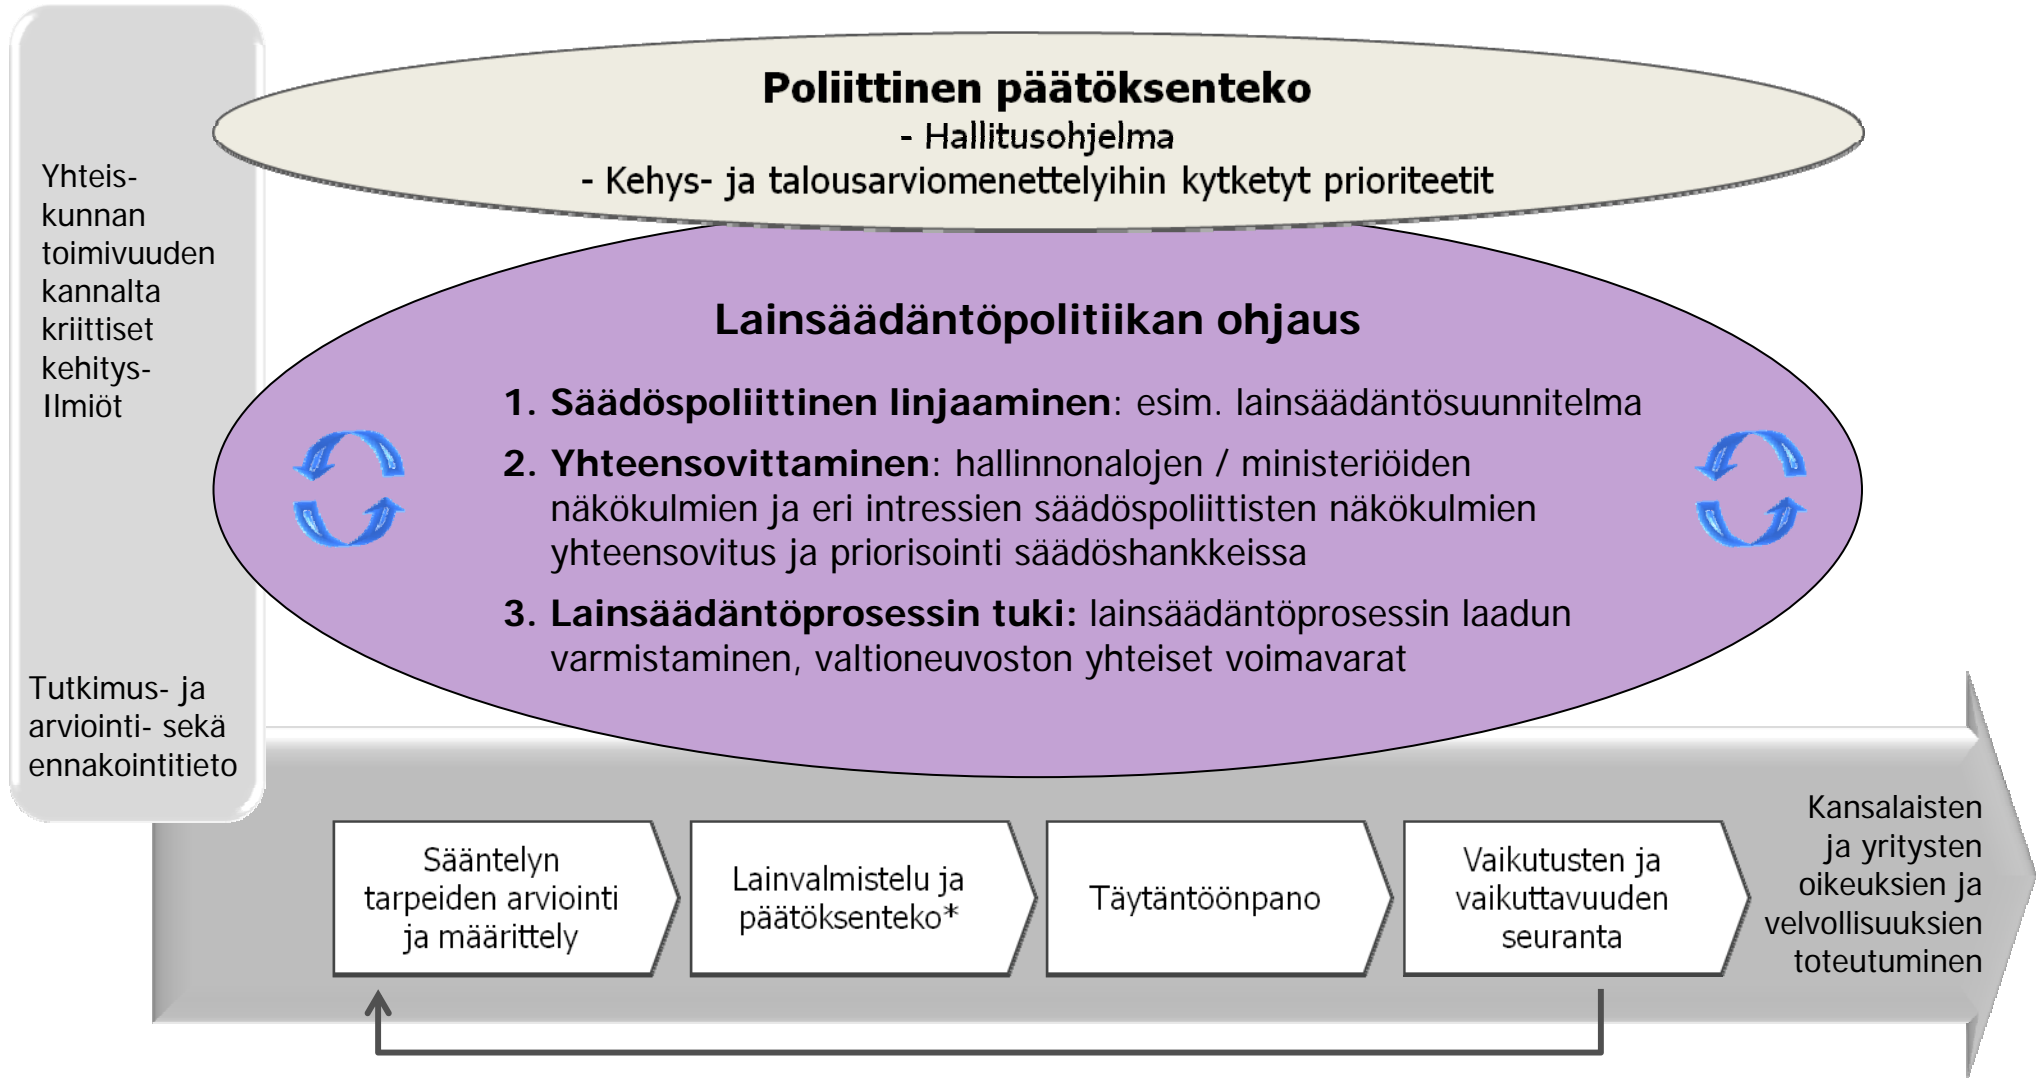 Poliittinen päätöksenteko
- Hallitusohjelma
- Kehys- ja talousarviomenettelyihin kytketyt prioriteetit
Yhteis-
kunnan
toimivuuden
kannalta
kriittiset
kehitys-
Ilmiöt
Tutkimus- ja
arviointi- sekä
ennakointitieto
Lainsäädäntöpolitiikan ohjaus
1. Säädöspoliittinen linjaaminen: esim. lainsäädäntösuunnitelma
2. Yhteensovittaminen: hallinnonalojen / ministeriöiden
näkökulmien ja eri intressien säädöspoliittisten näkökulmien
yhteensovitus ja priorisointi säädöshankkeissa
3. Lainsäädäntöprosessin tuki: lainsäädäntöprosessin laadun
varmistaminen, valtioneuvoston yhteiset voimavarat
Sääntelyn
tarpeiden arviointi
ja määrittely
Lainvalmistelu ja
päätöksenteko*
Täytäntöönpano
Vaikutusten ja
vaikuttavuuden
seuranta
Kansalaisten
ja yritysten
oikeuksien ja
velvollisuuksien
toteutuminen